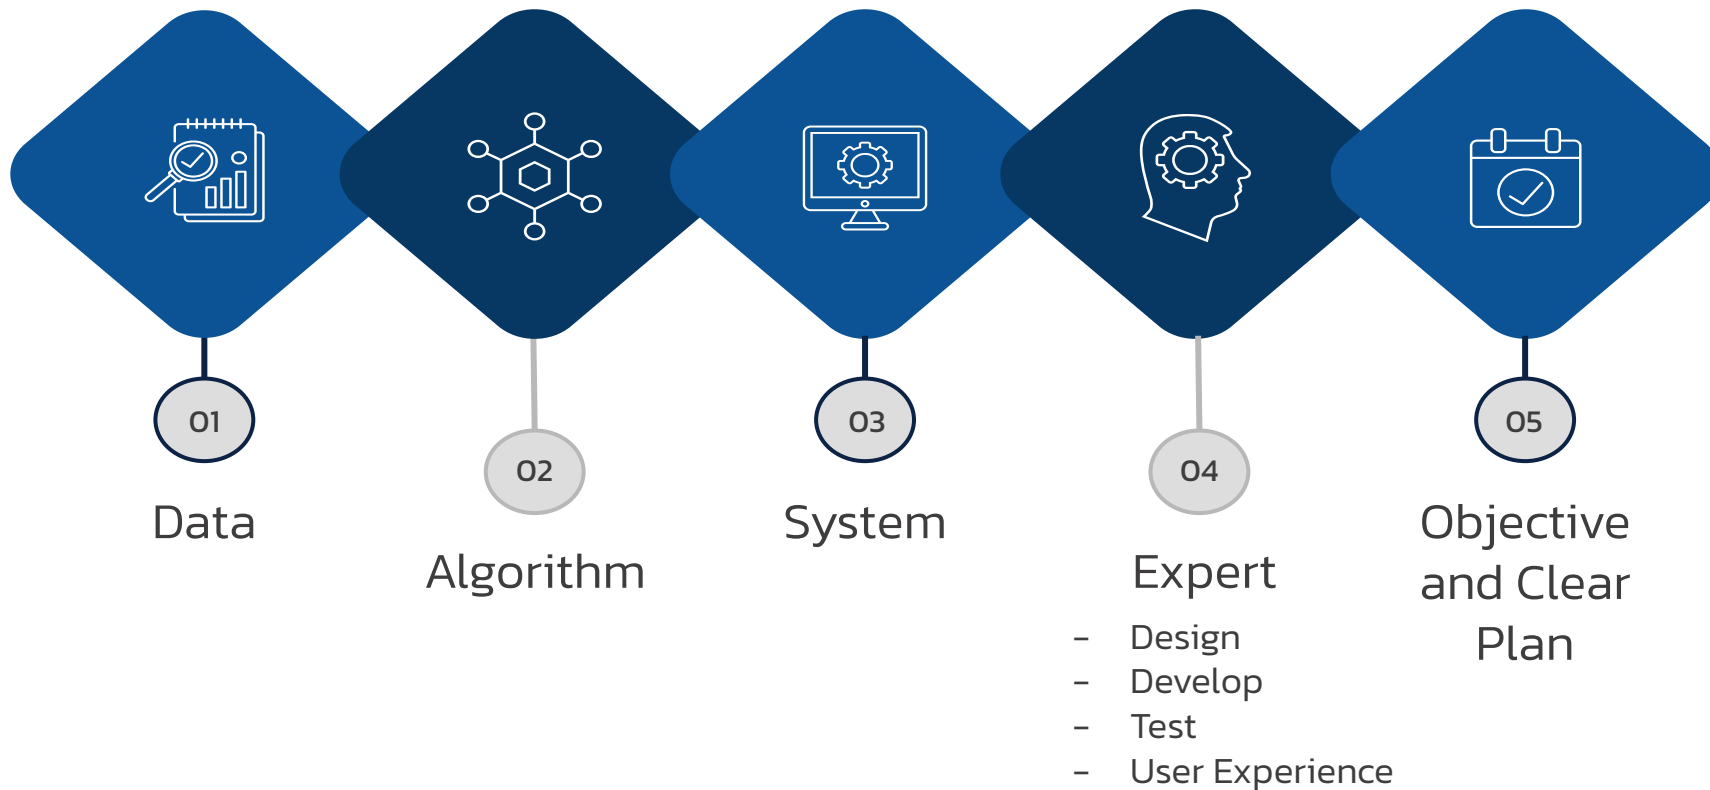 01
Data
02
Algorithm
03
System
04
Expert
- Design
- Develop
- Test
- User Experience
05
Objective
and Clear
Plan